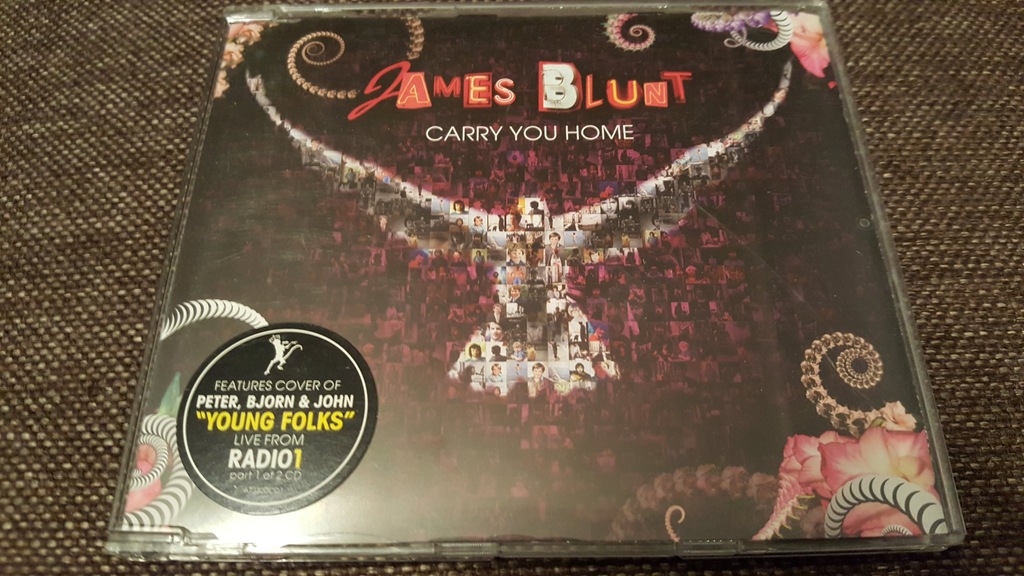 JAMES BLUNT
CARRY YOU HOME
FEATURES COVER OF
PETER, BJORN & JOHN
"YOUNG FOLKS"
LIVE FROM
RADIO1
part 1 of 2 CD